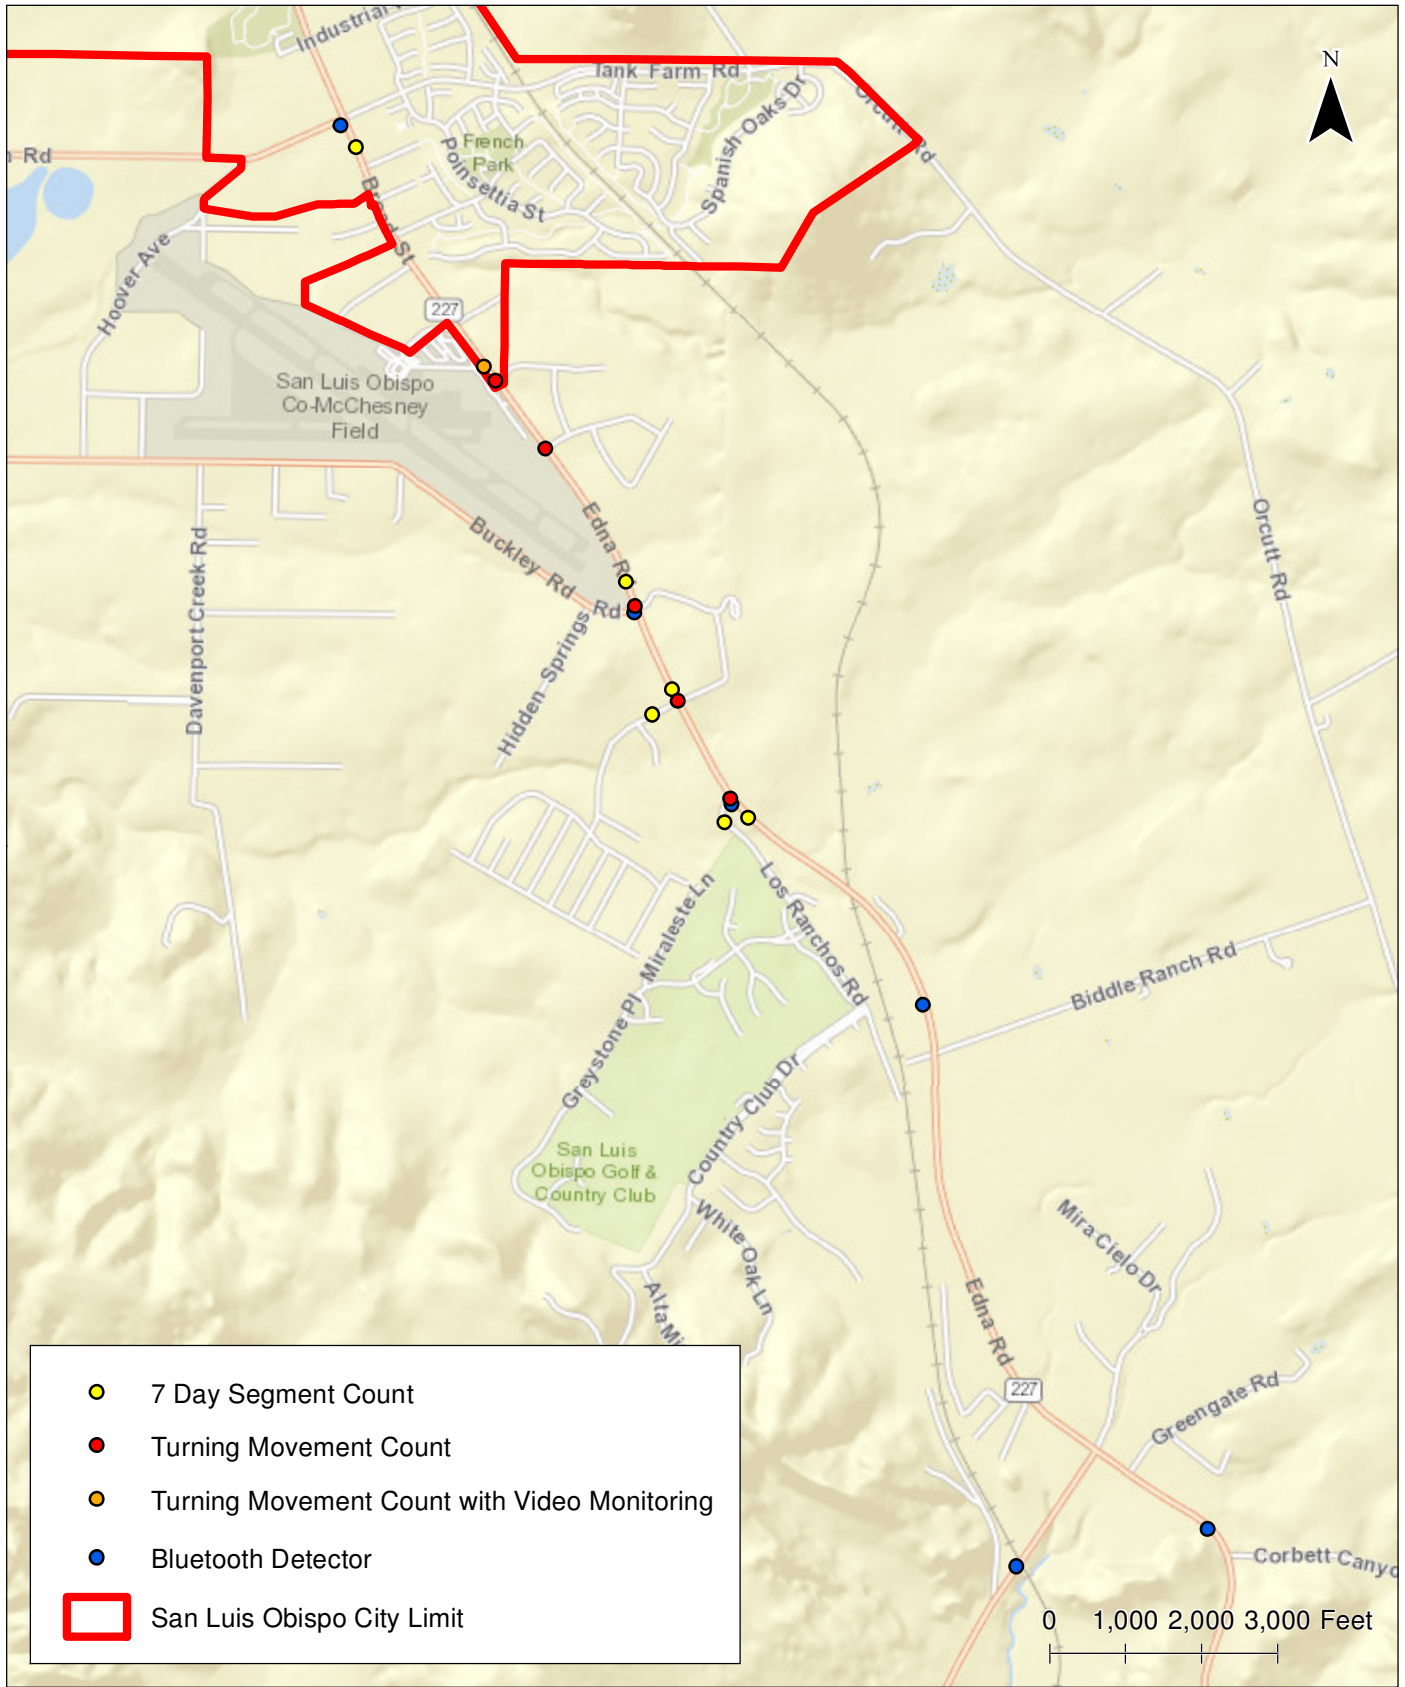 Industrial
Tank Farm Rd
N
Orcutt Rd
Spanish Oaks Dr
French
Park
Poinsettia St
Rd
Broad St
Hoover Ave
227
San Luis Obispo
Co-McChesney
Field
Edna Rd
Buckley Rd
Rd
Hidden Springs
Davenport Creek Rd
Orcutt Rd
Los Ranchos Rd
Miraleste Ln
Greystone Pl
Biddle Ranch Rd
Country Club Dr
San Luis
Obispo Golf &
Country Club
White Oak Ln
Alta Mi
Mira Cielo Dr
Edna Rd
227
Greengate Rd
Corbett Canyo
7 Day Segment Count
Turning Movement Count
Turning Movement Count with Video Monitoring
Bluetooth Detector
San Luis Obispo City Limit
0 1,000 2,000 3,000 Feet